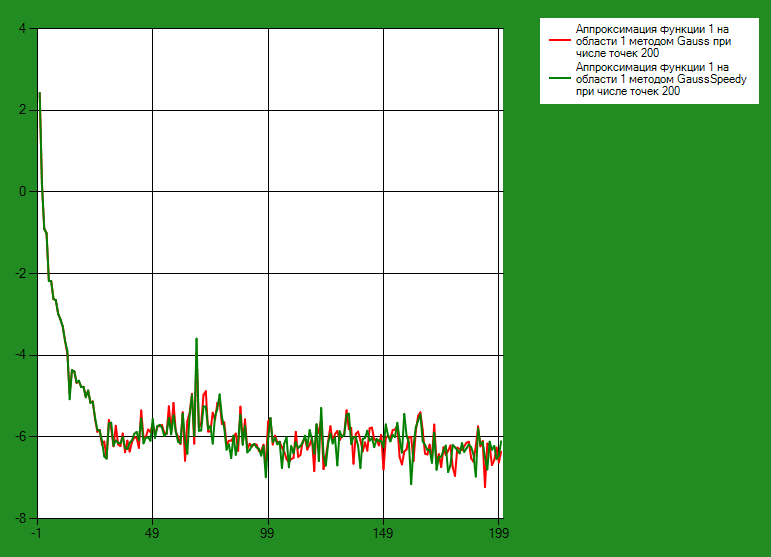 4
2
0
-2
-4
-6
-8
-1
49
99
149
199
Аппроксимация функции 1 на
области 1 методом Gauss при
числе точек 200
Аппроксимация функции 1 на
области 1 методом GaussSpeedy
при числе точек 200